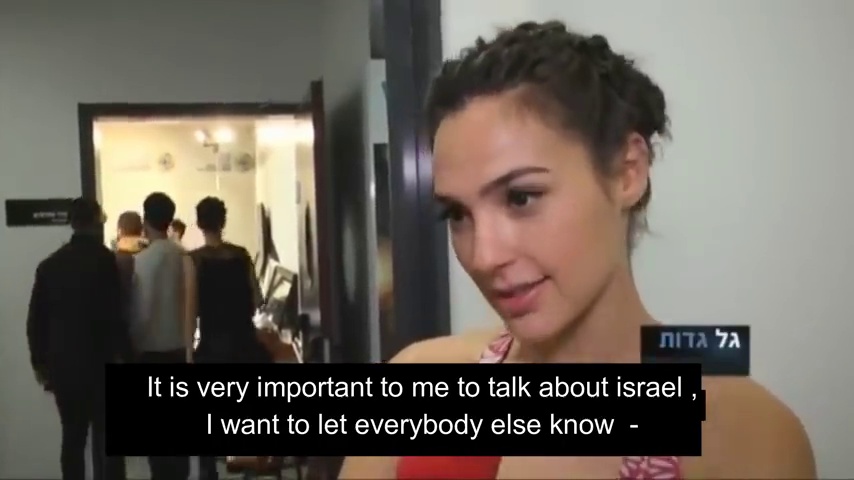 גל גדות
It is very important to me to talk about israel ,
I want to let everybody else know -